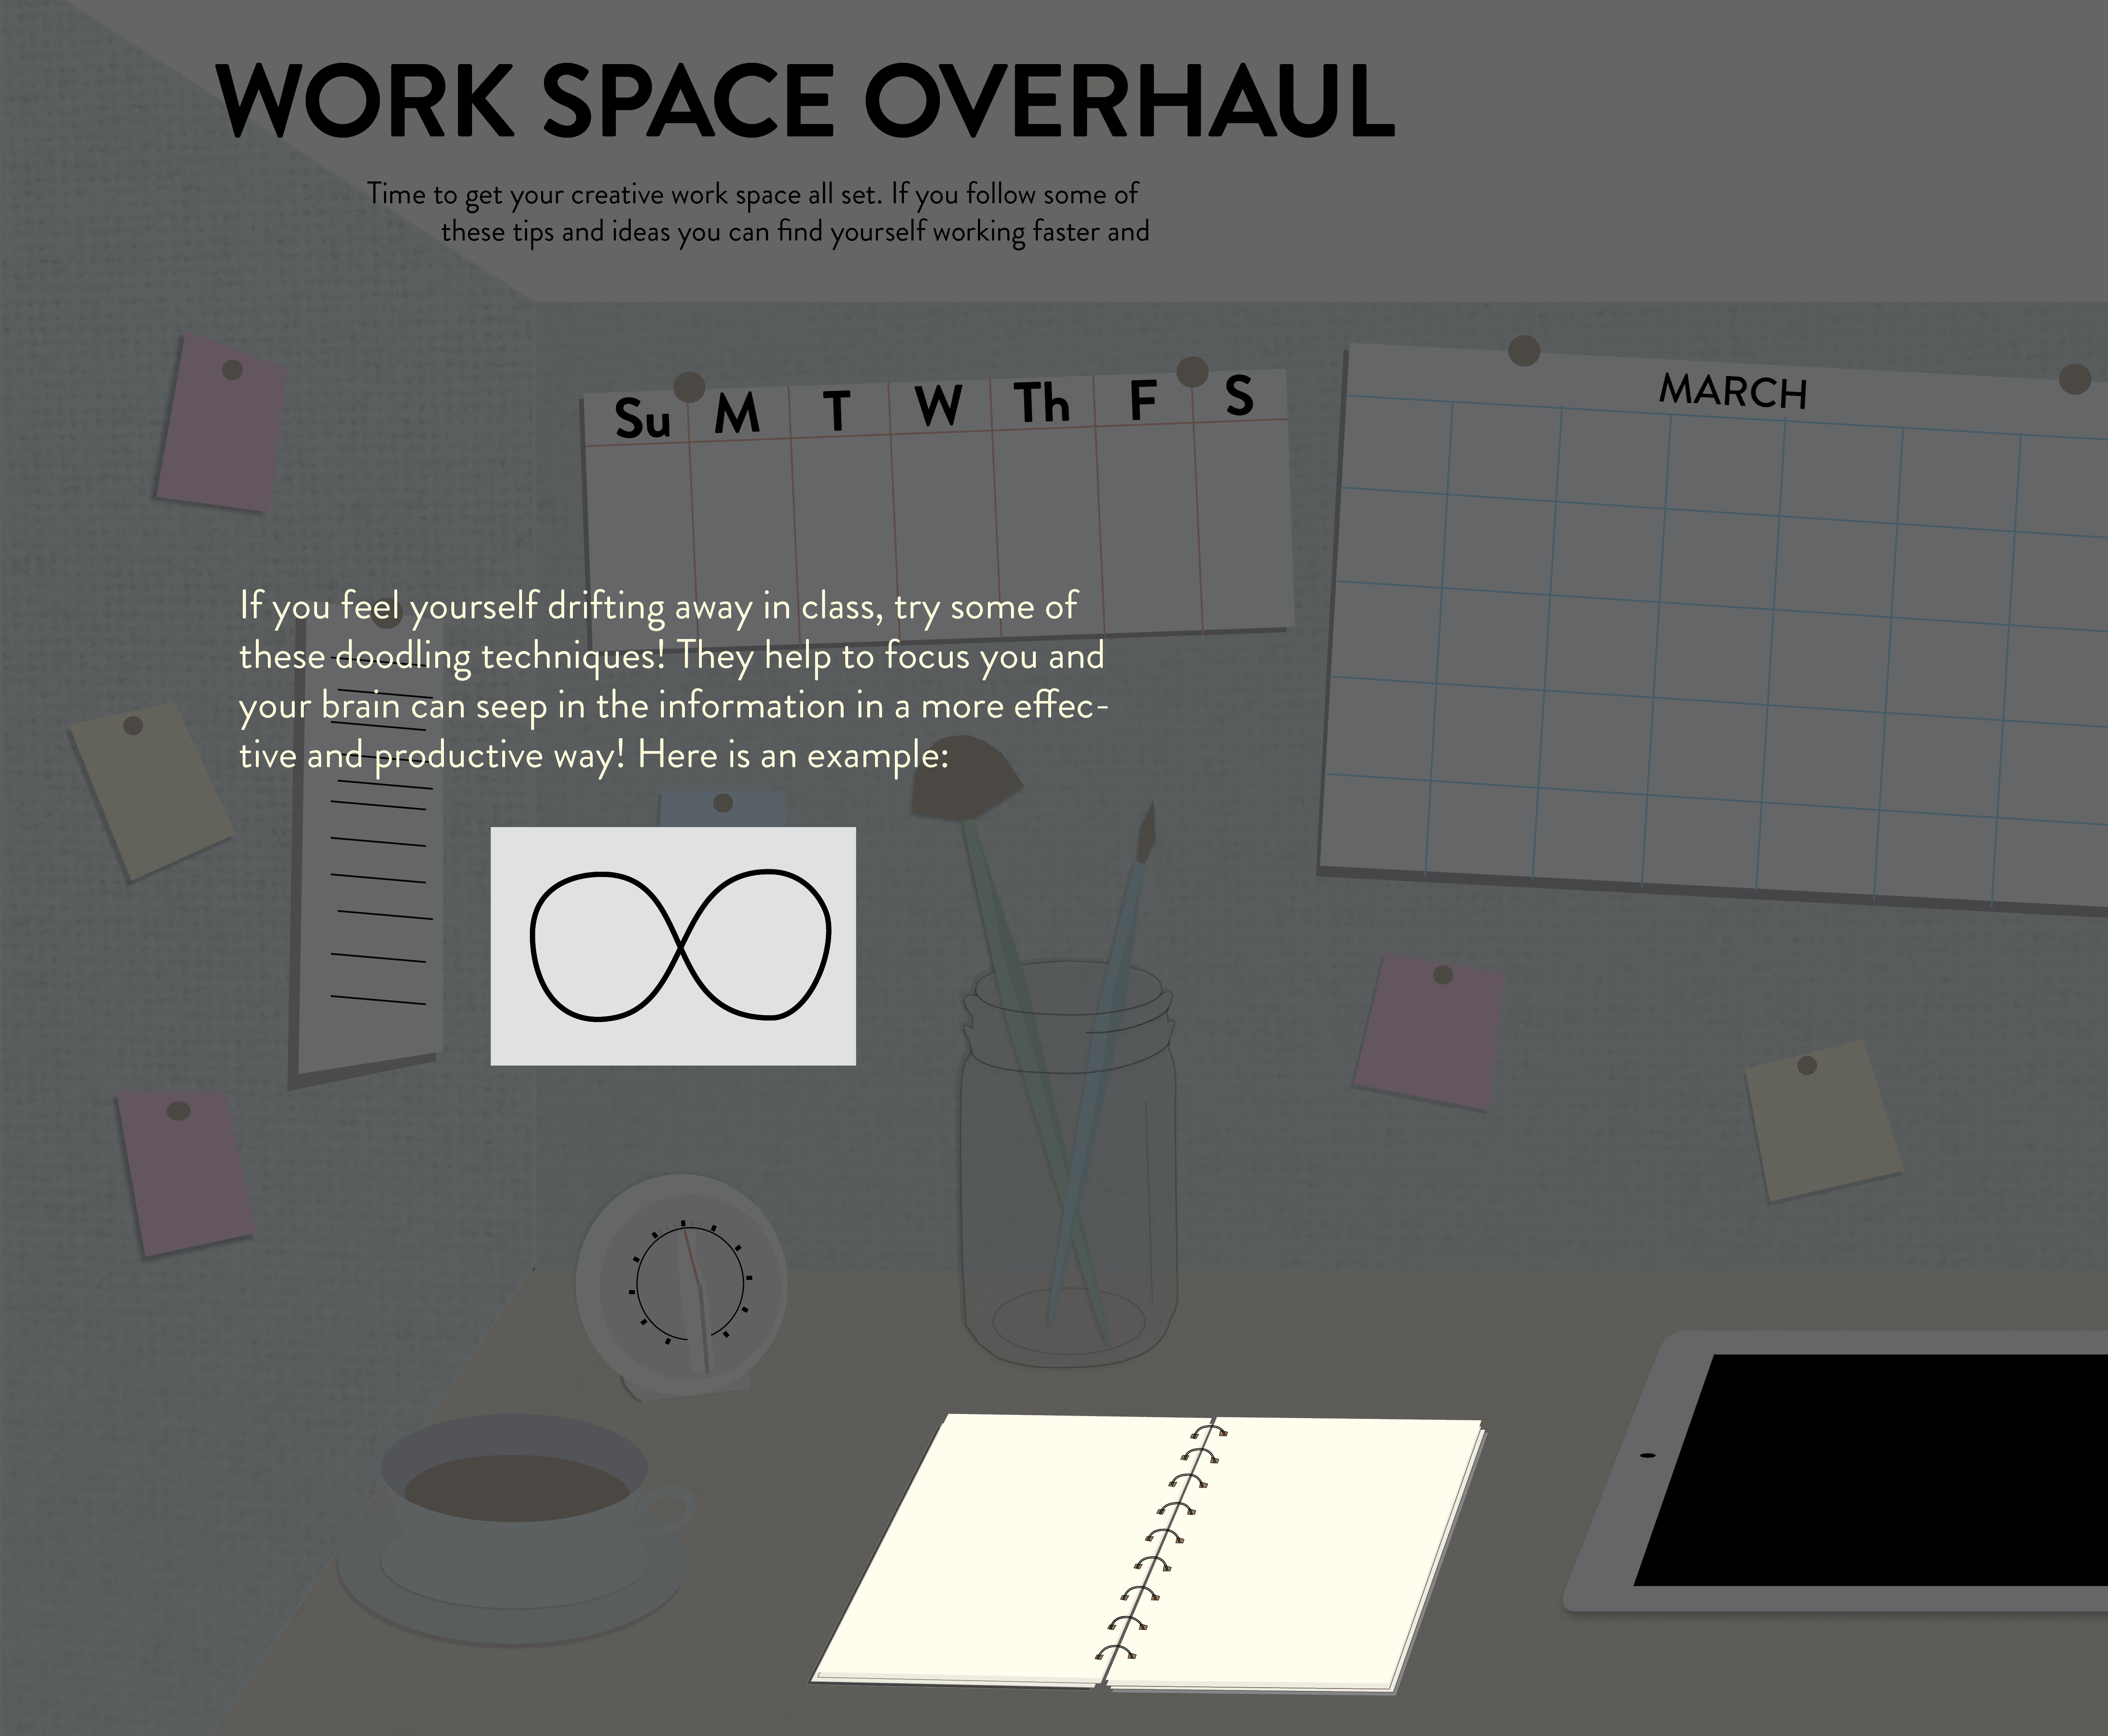 WORK SPACE OVERHAUL
Time to get your creative work space all set. If you follow some of
these tips and ideas you can find yourself working faster and
Su M T W Th F S
MARCH
If you feel yourself drifting away in class, try some of
these doodling techniques! They help to focus you and
your brain can seep in the information in a more effec-
tive and productive way! Here is an example: